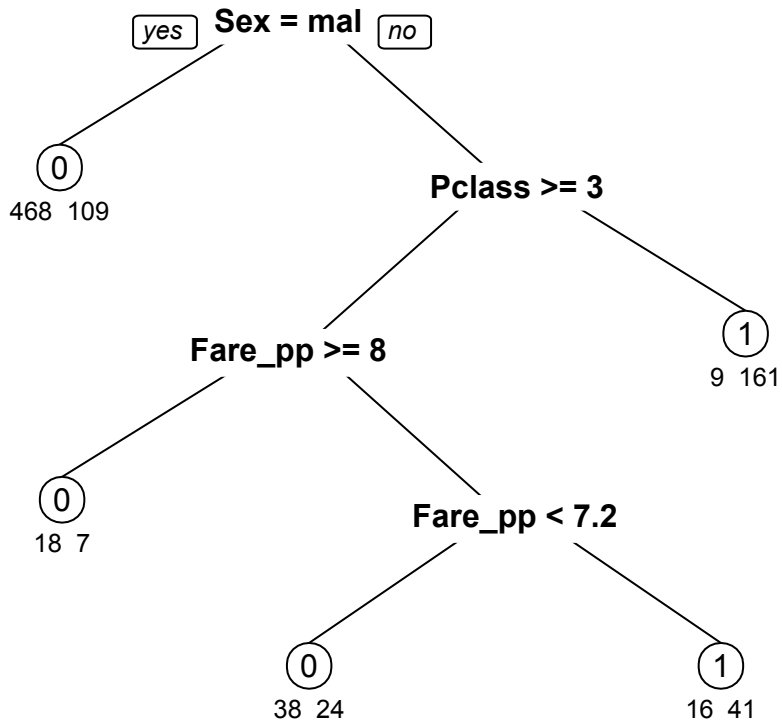 yes Sex = mal no
0
468 109
Pclass >= 3
1
9 161
Fare_pp >= 8
0
18 7
Fare_pp < 7.2
0
38 24
1
16 41